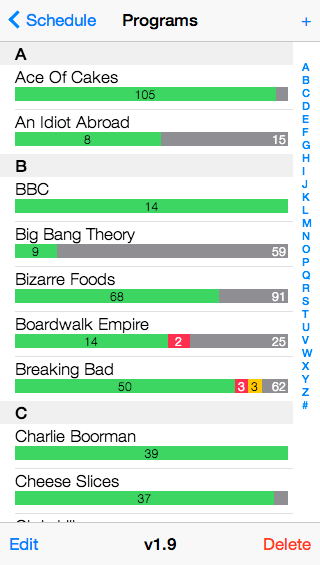 Schedule Programs +
A
Ace Of Cakes
105
An Idiot Abroad
8 15
B
BBC
14
Big Bang Theory
9 59
Bizarre Foods
68 91
Boardwalk Empire
14 2 25
Breaking Bad
50 3 3 62
C
Charlie Boorman
39
Cheese Slices
37
A
B
C
D
E
F
G
H
I
J
K
L
M
N
O
P
Q
R
S
T
U
V
W
X
Y
Z
#
Edit v1.9 Delete